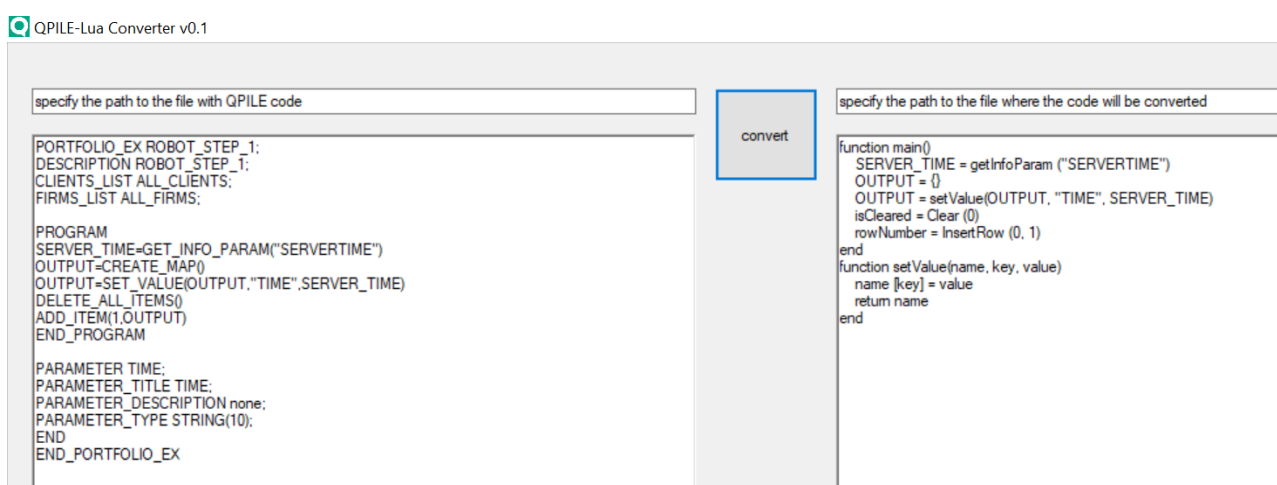 QPILE-Lua Converter v0.1
specify the path to the file with QPILE code
PORTFOLIO_EX ROBOT_STEP_1;
DESCRIPTION ROBOT_STEP_1;
CLIENTS_LIST ALL_CLIENTS;
FIRMS_LIST ALL_FIRMS;
PROGRAM
SERVER_TIME=GET_INFO_PARAM("SERVERTIME")
OUTPUT=CREATE_MAP()
OUTPUT=SET_VALUE(OUTPUT,"TIME",SERVER_TIME)
DELETE_ALL_ITEMS()
ADD_ITEM(1,OUTPUT)
END_PROGRAM
PARAMETER TIME;
PARAMETER_TITLE TIME;
PARAMETER_DESCRIPTION none;
PARAMETER_TYPE STRING(10);
END
END_PORTFOLIO_EX
convert
specify the path to the file where the code will be converted
function main()
SERVER_TIME = getInfoParam ("SERVERTIME")
OUTPUT = {}
OUTPUT = setValue(OUTPUT, "TIME", SERVER_TIME)
isCleared = Clear (0)
rowNumber = InsertRow (0, 1)
end
function setValue(name, key, value)
name [key] = value
return name
end